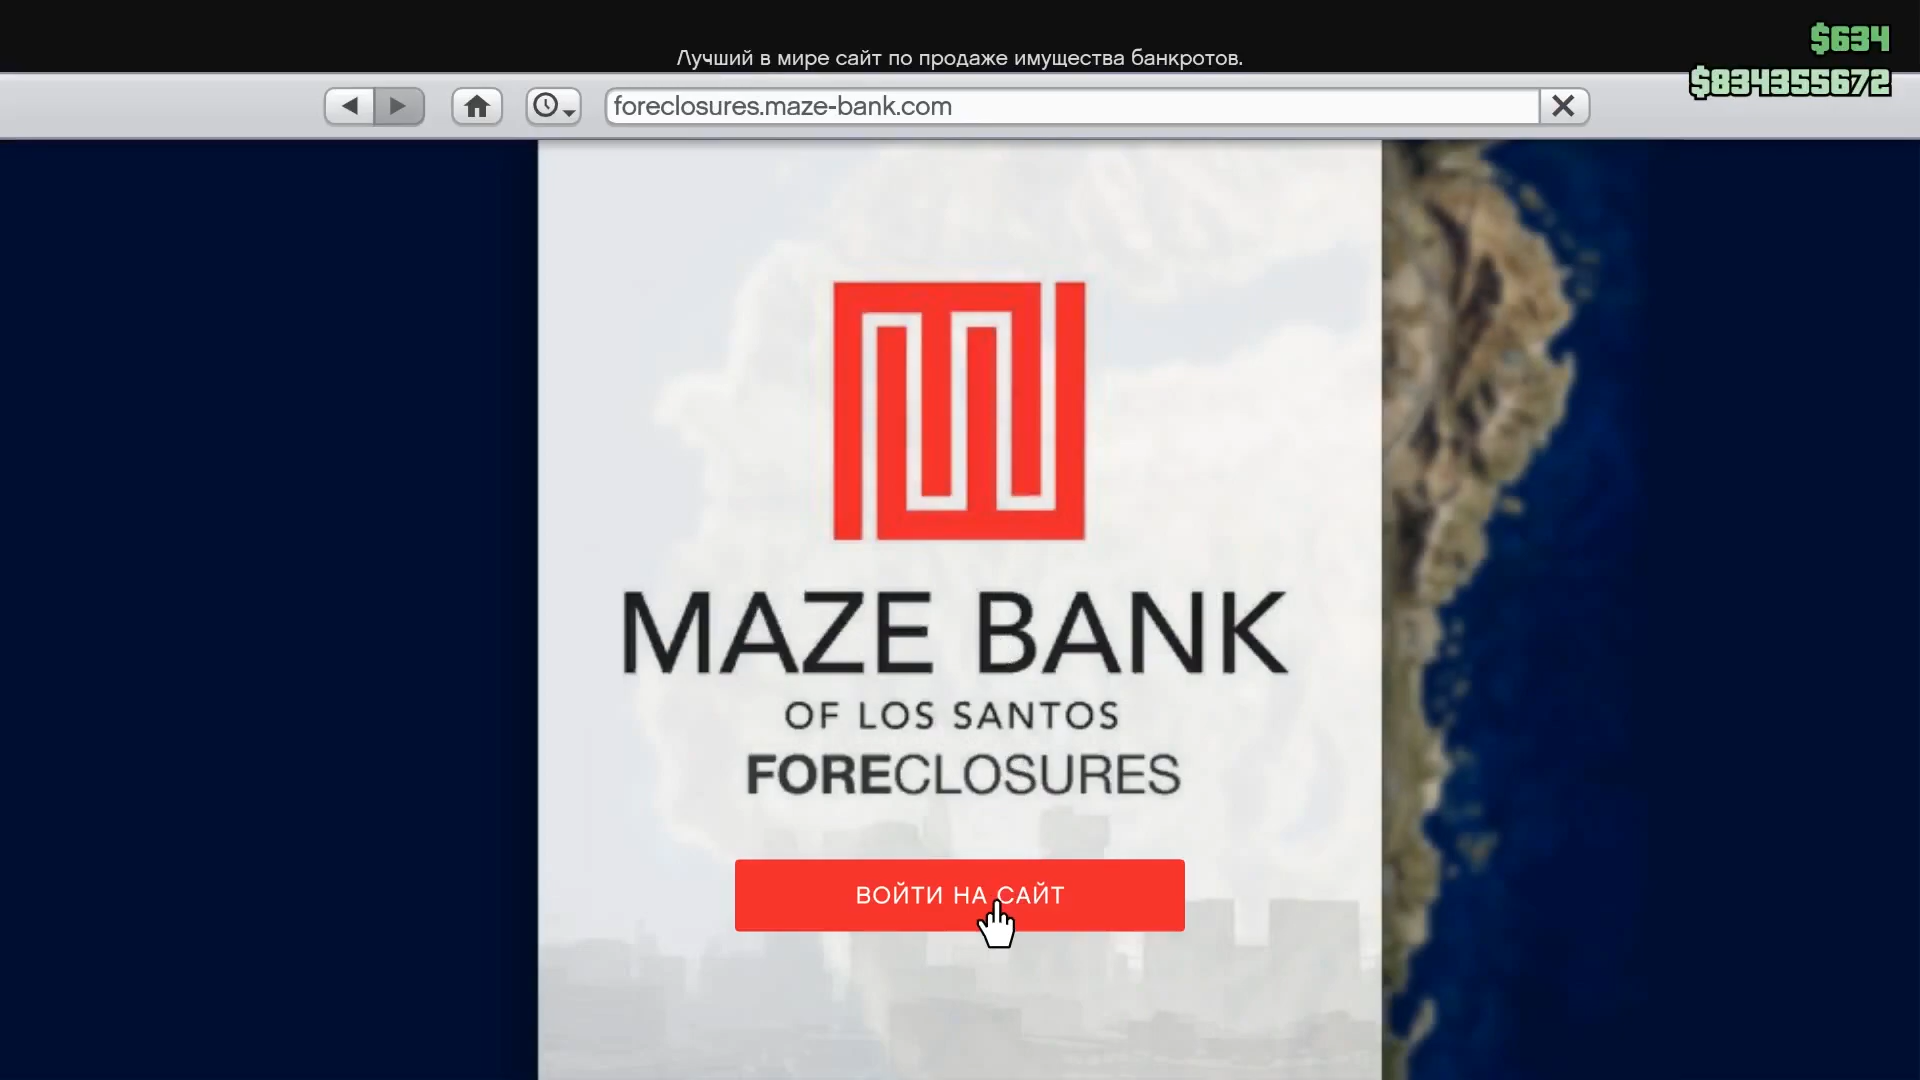 $634
Лучший в мире сайт по продаже имущества банкротов.
$834355672
foreclosures.maze-bank.com
MAZE BANK
OF LOS SANTOS
FORECLOSURES
ВОЙТИ НА САЙТ